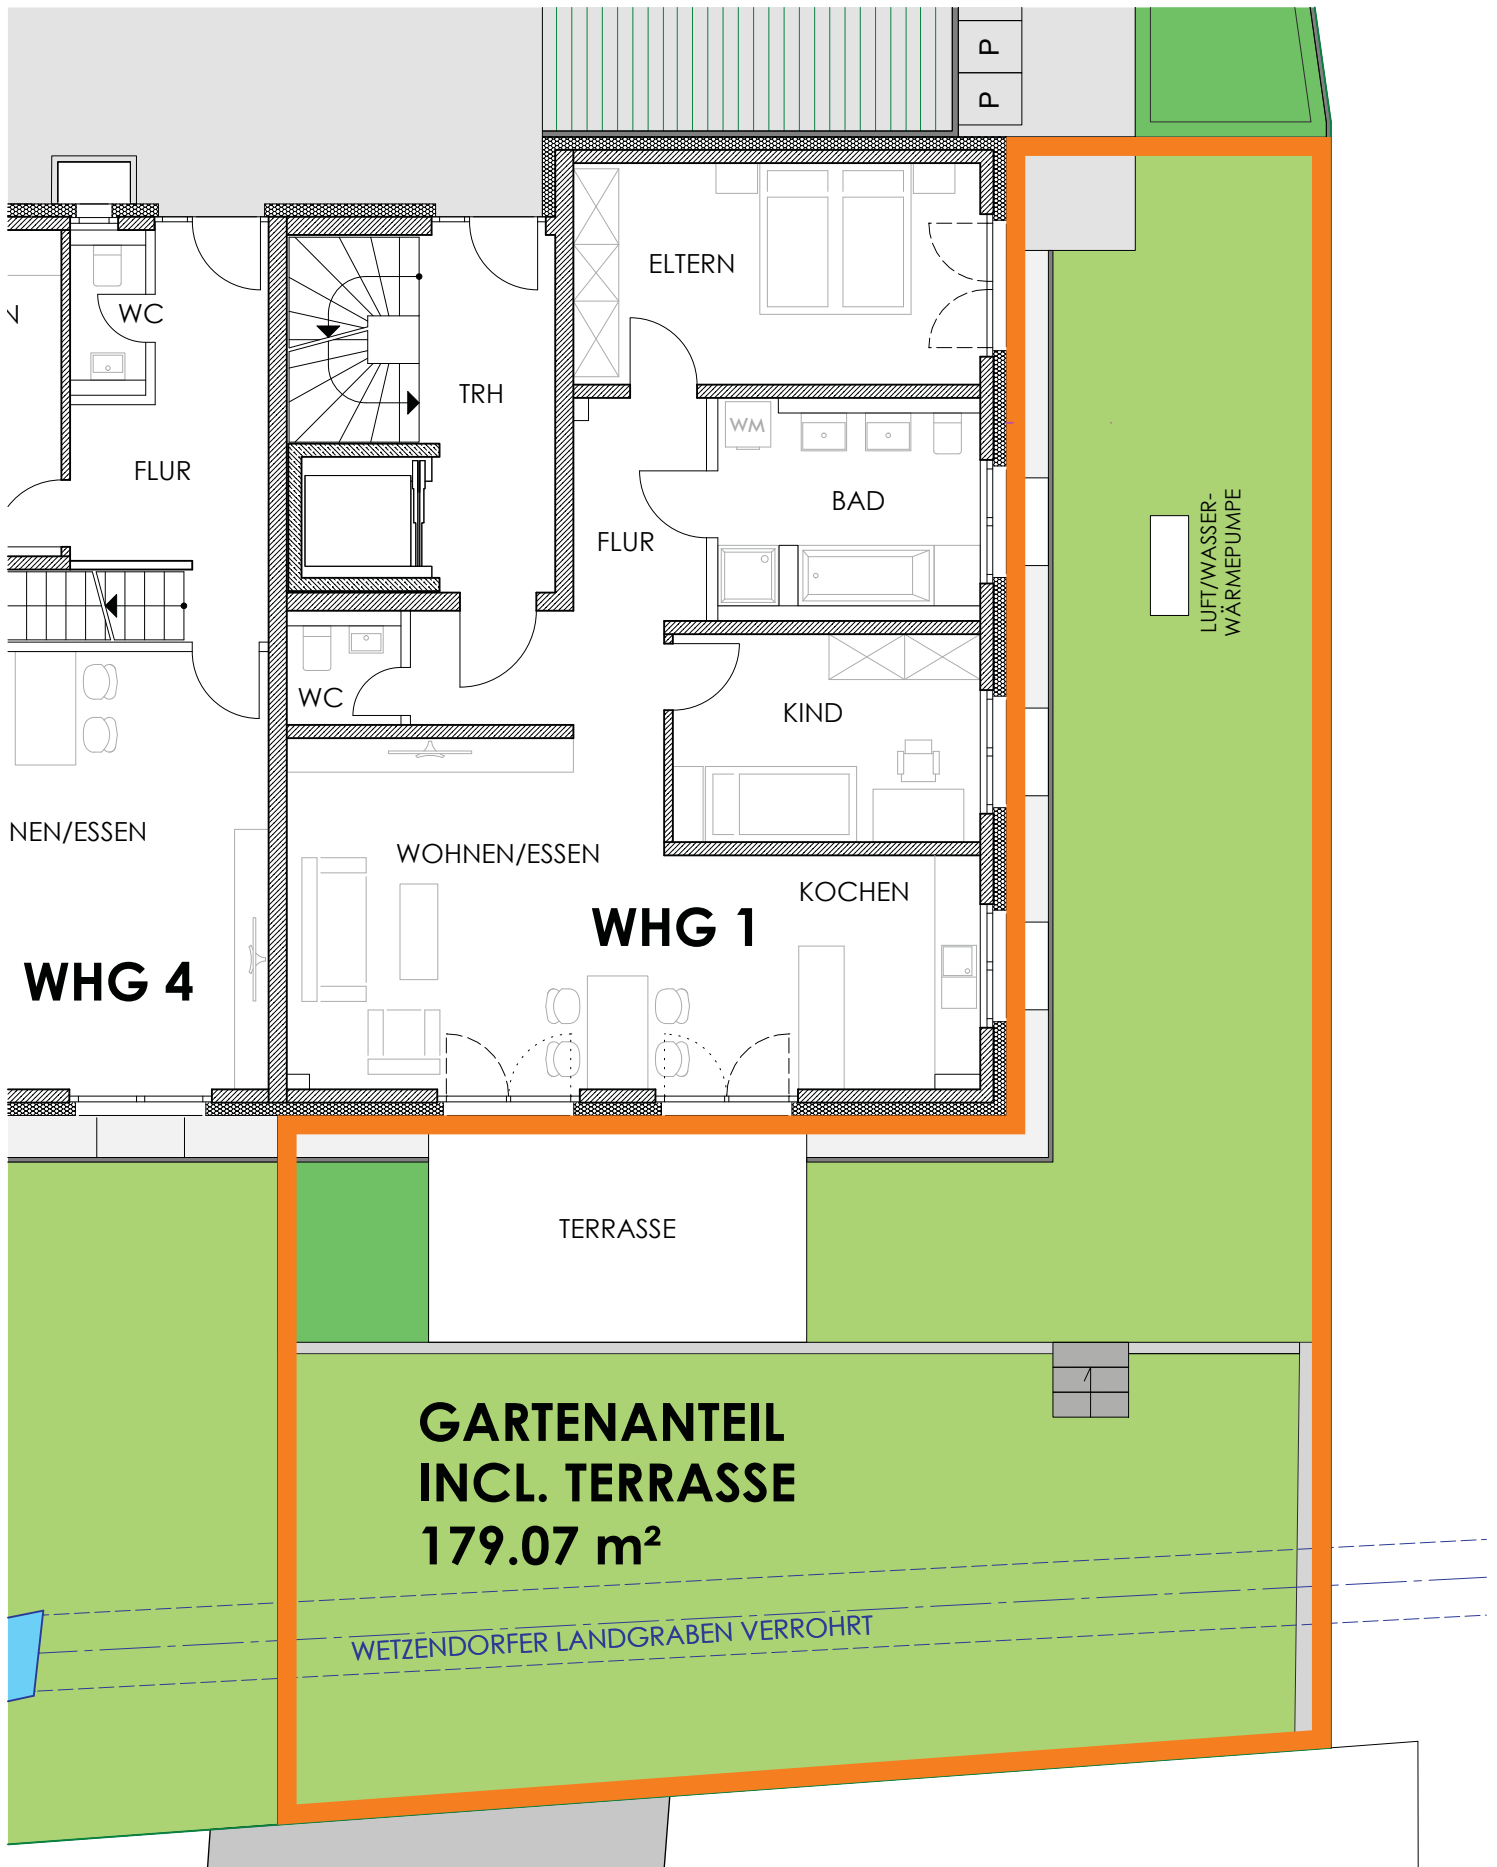 P
P
ELTERN
N
WC
TRH
WM
FLUR
BAD
FLUR
LUFT/WASSER-
WÄRMEPUMPE
WC
KIND
NEN/ESSEN
WOHNEN/ESSEN
KOCHEN
WHG 1
WHG 4
TERRASSE
GARTENANTEIL
INCL. TERRASSE
179.07 m²
WETZENDORFER LANDGRABEN VERROHRT